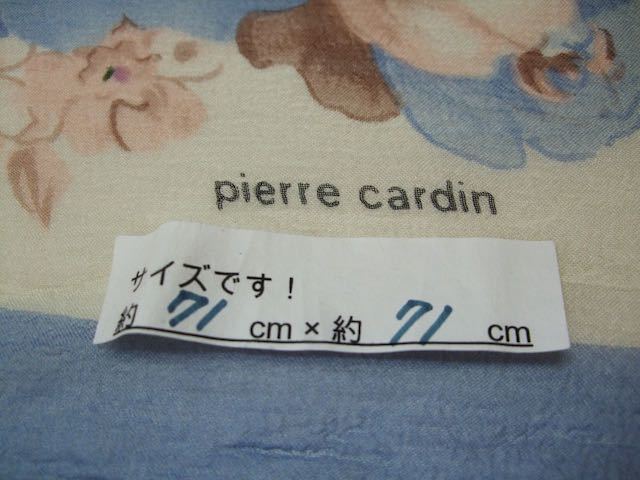 pierre cardin
サイズです!
約 71 cm × 約 71 cm